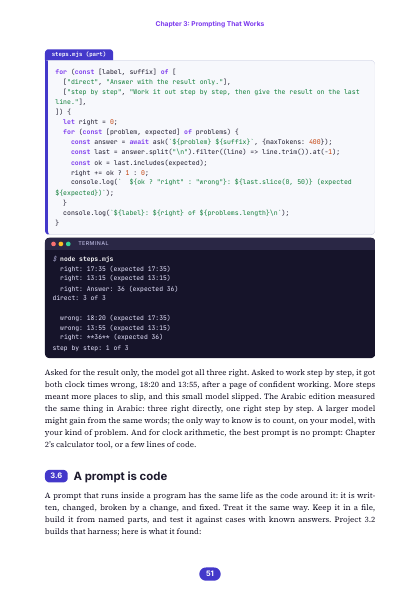 Chapter 3: Prompting That Works
steps.mjs (part)
for (const [label, suffix] of [
["direct", "Answer with the result only."],
["step by step", "Work it out step by step, then give the result on the last
line."],
]) {
let right = 0;
for (const [problem, expected] of problems) {
const answer = await ask(`${problem} ${suffix}`, {maxTokens: 400});
const last = answer.split("\n").filter((line) => line.trim()).at(-1);
const ok = last.includes(expected);
right += ok ? 1 : 0;
console.log(`  ${ok ? "right" : "wrong"}: ${last.slice(0, 50)} (expected
${expected})`);
}
console.log(`${label}: ${right} of ${problems.length}\n`);
}
TERMINAL
$ node steps.mjs
right: 17:35 (expected 17:35)
right: 13:15 (expected 13:15)
right: Answer: 36 (expected 36)
direct: 3 of 3
wrong: 18:20 (expected 17:35)
wrong: 13:55 (expected 13:15)
right: **36** (expected 36)
step by step: 1 of 3
Asked for the result only, the model got all three right. Asked to work step by step, it got
both clock times wrong, 18:20 and 13:55, after a page of confident working. More steps
meant more places to slip, and this small model slipped. The Arabic edition measured
the same thing in Arabic: three right directly, one right step by step. A larger model
might gain from the same words; the only way to know is to count, on your model, with
your kind of problem. And for clock arithmetic, the best prompt is no prompt: Chapter
2's calculator tool, or a few lines of code.
3.6 A prompt is code
A prompt that runs inside a program has the same life as the code around it: it is writ-
ten, changed, broken by a change, and fixed. Treat it the same way. Keep it in a file,
build it from named parts, and test it against cases with known answers. Project 3.2
builds that harness; here is what it found:
51